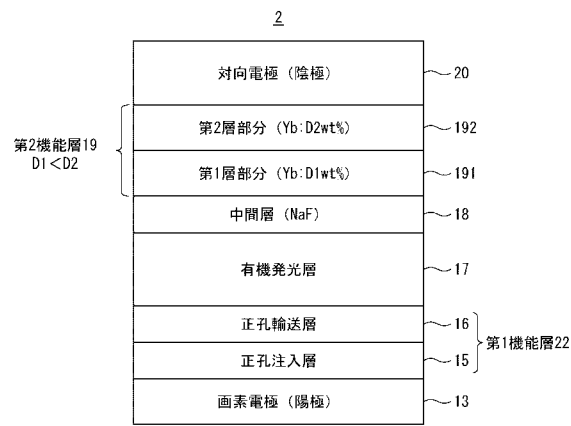 2
対向電極（陰極）
20
第2機能層19
D1＜D2
第2層部分（Yb:D2wt%）
192
第1層部分（Yb:D1wt%）
191
中間層（NaF）
18
有機発光層
17
正孔輸送層
16
第1機能層22
正孔注入層
15
画素電極（陽極）
13